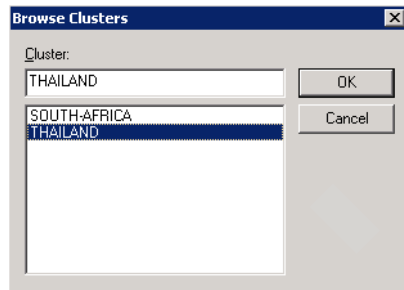 Browse Clusters
Cluster:
THAILAND
OK
SOUTH-AFRICA
Cancel
THAILAND